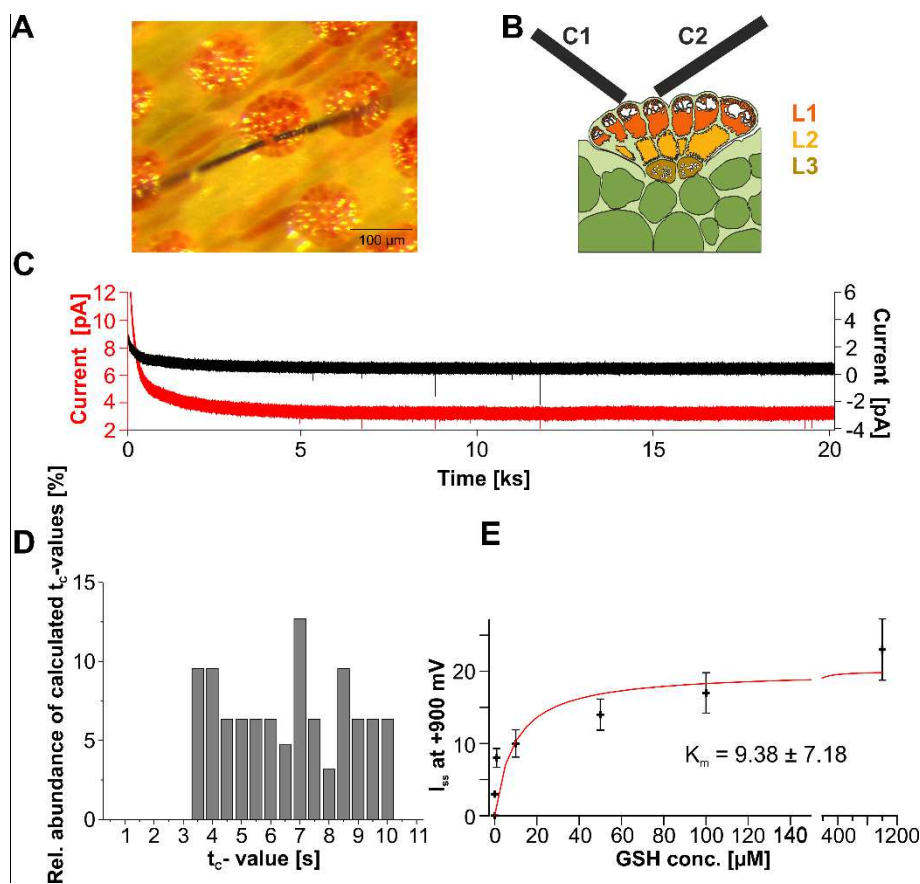 A
100 µm
B
C1
C2
L1
L2
L3
C
12
10
8
6
4
2
Current [pA]
6
4
2
0
-2
-4
Current
[pA]
0
5
10
15
20
Time [ks]
D
Rel. abundance of calculated tc-values [%]
15
10
5
0
1 2 3 4 5 6 7 8 9 10 11
tc- value [s]
E
Iss at +900 mV
20
10
0
Km = 9.38 ± 7.18
0 20 40 60 80 100 120 140 400 1200
GSH conc. [µM]